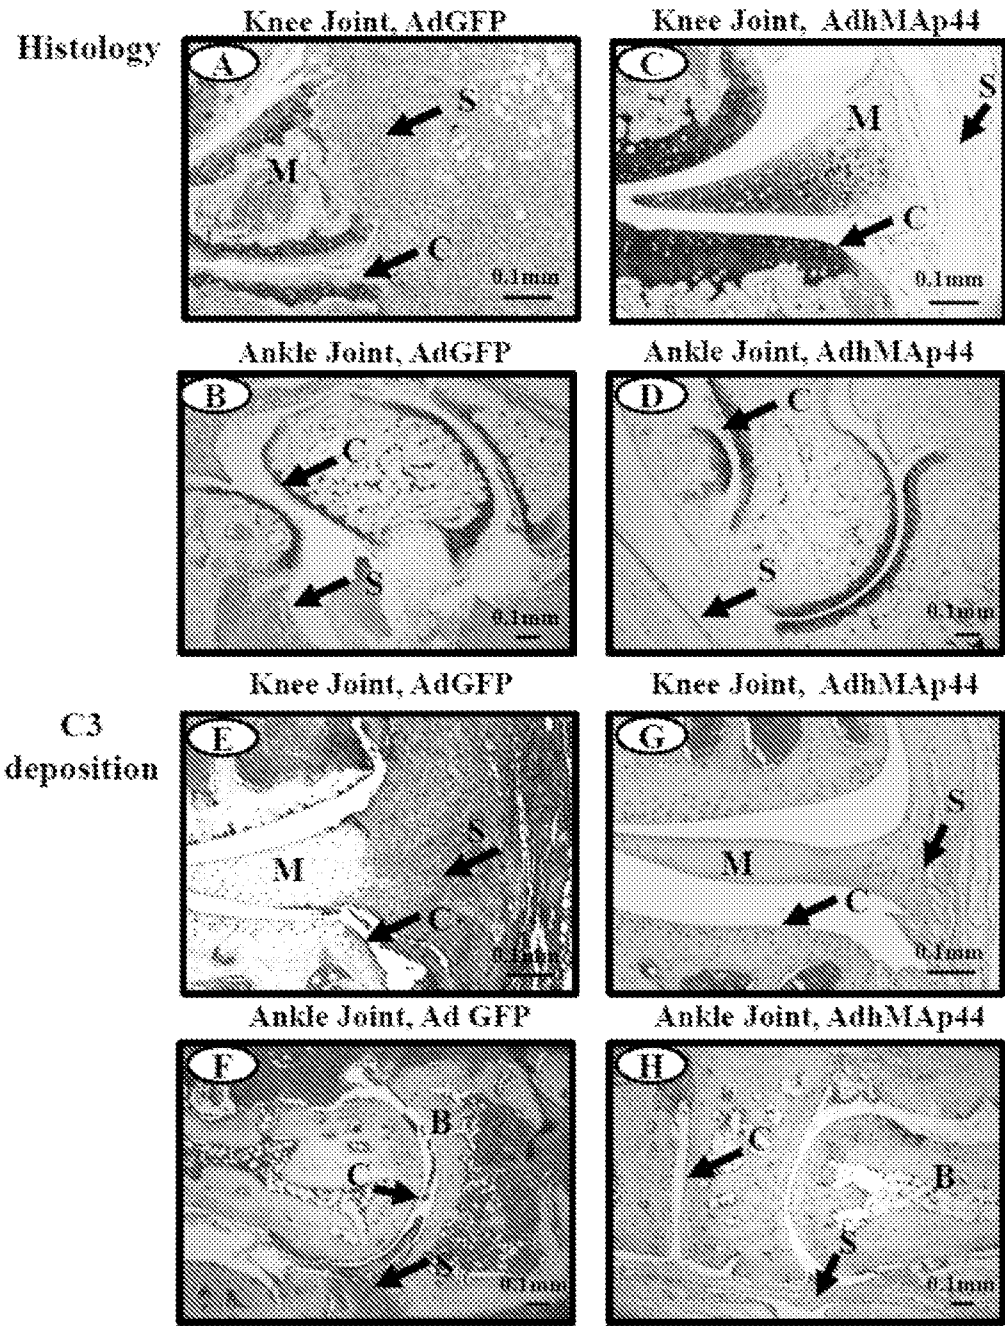 Knee Joint, AdGFP
Knee Joint, AdhMAp44
Histology
A
S
M
C
0.1mm
C
S
M
C
0.1mm
Ankle Joint, AdGFP
Ankle Joint, AdhMAp44
B
C
S
0.1mm
D
C
S
0.1mm
Knee Joint, AdGFP
Knee Joint, AdhMAp44
C3
deposition
E
S
M
C
0.1mm
G
S
M
C
0.1mm
Ankle Joint, Ad GFP
Ankle Joint, AdhMAp44
F
B
C
S
0.1mm
H
C
B
S
0.1mm